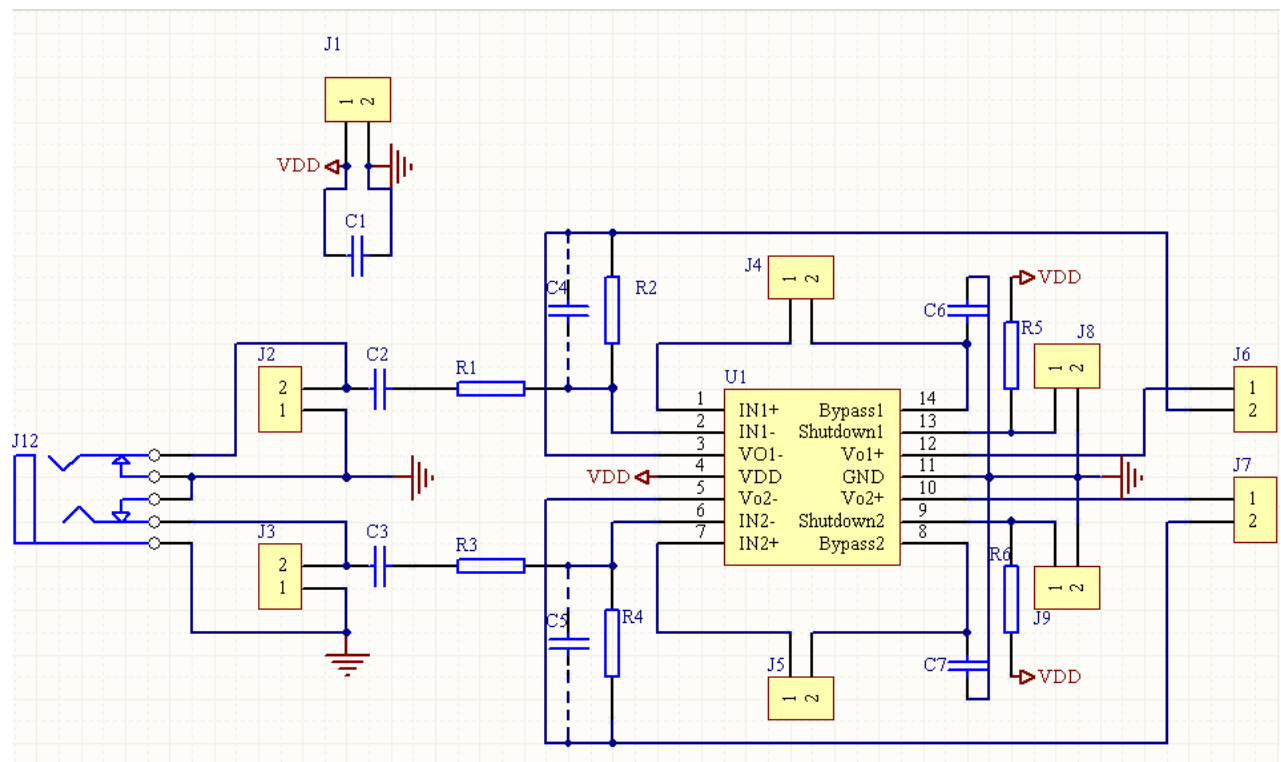 J1
1 2
VDD
C1
C4
R2
J4
1 2
C6
VDD
R5
J8
1 2
J2
2
1
C2
R1
U1
J6
1
2
1 IN1+ Bypass1 14
2 IN1- Shutdown1 13
3 VO1- Vo1+ 12
VDD 4 VDD GND 11
5 Vo2- Vo2+ 10
6 IN2- Shutdown2 9
7 IN2+ Bypass2 8
J12
J7
1
2
J3
2
1
C3
R3
C5
R4
J5
1 2
C7
R6
1 2
J9
VDD